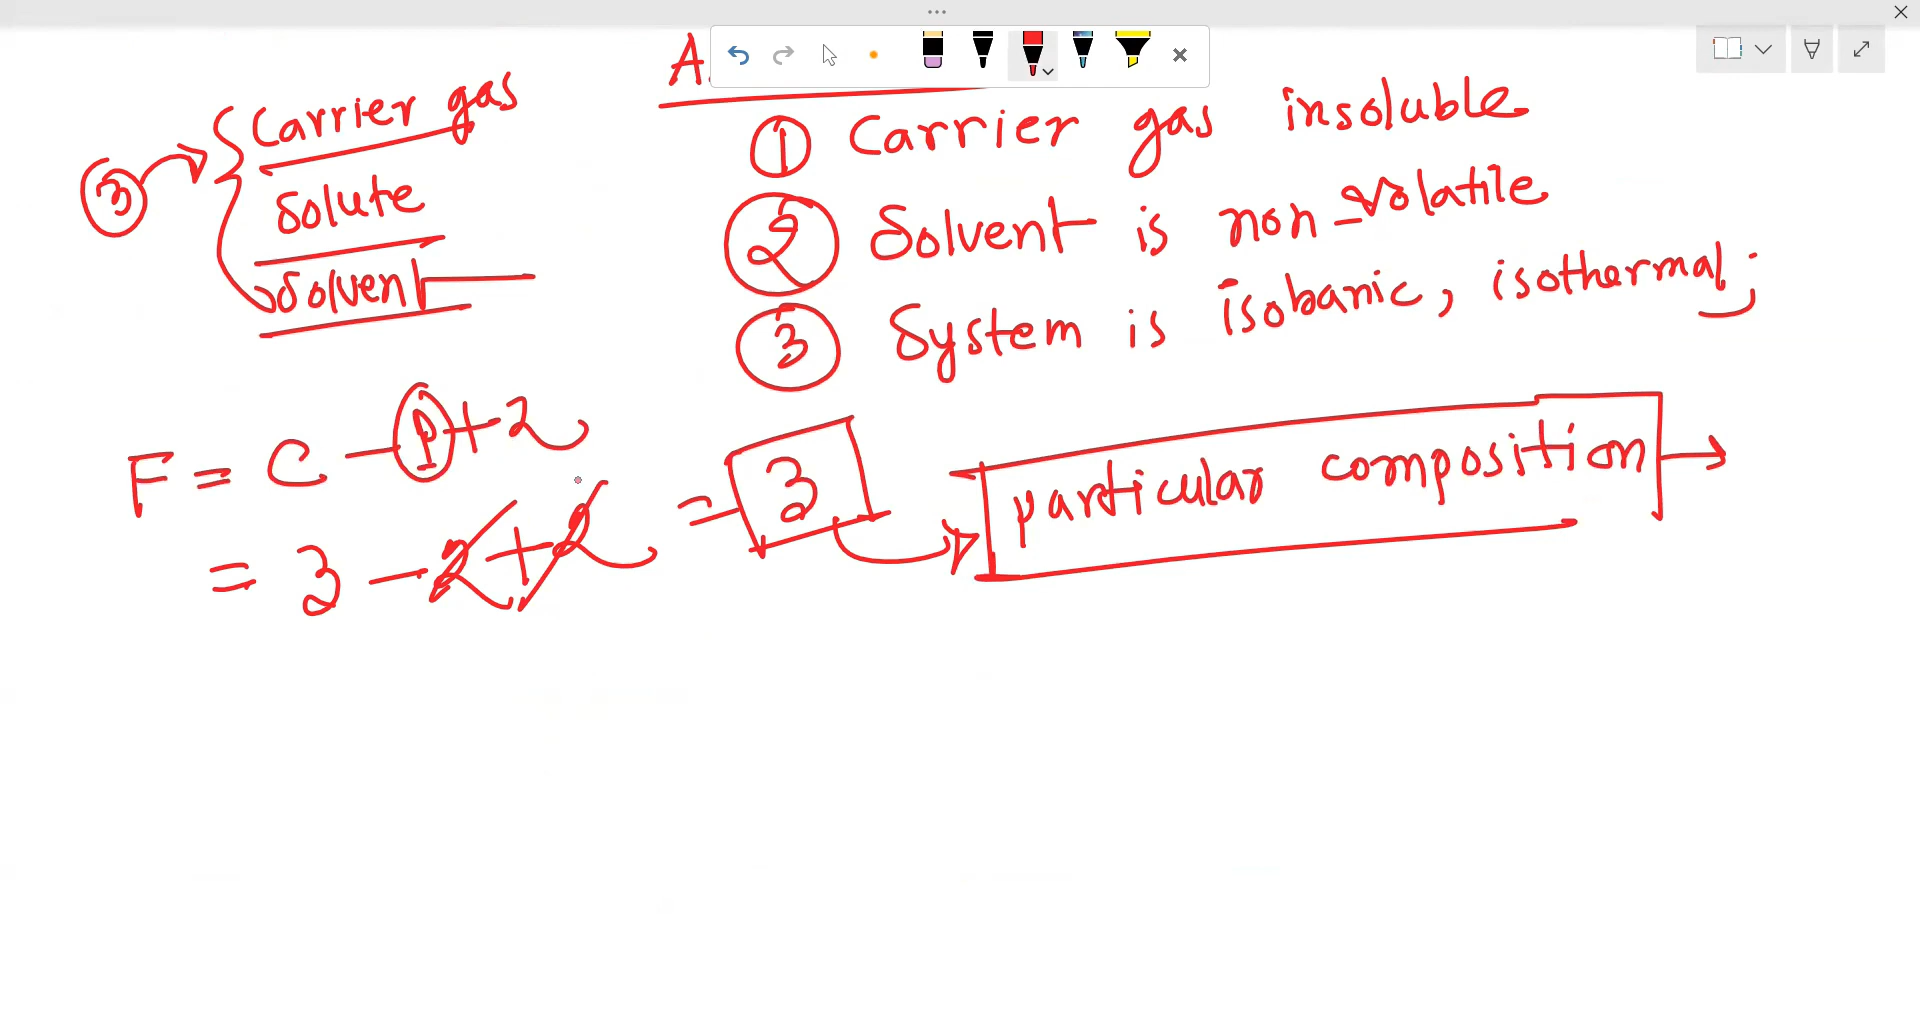 Carrier gas
Solute
Solvent
3
A
1 Carrier gas insoluble
2 Solvent is non-volatile
3 System is isobaric, isothermal;
F = C - P + 2
= 3 - 2 + 2 = 3
particular composition